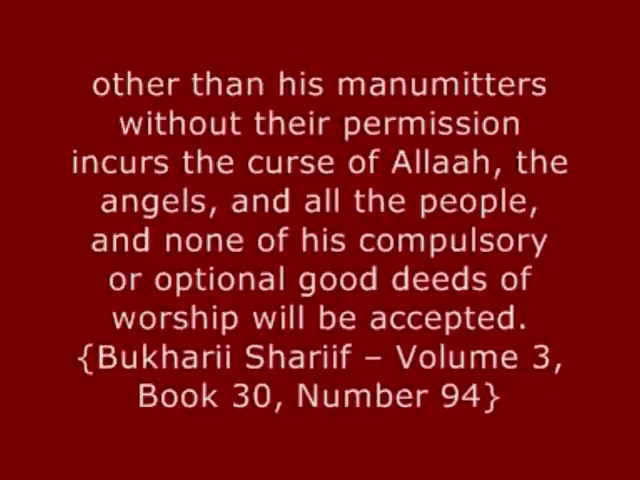 other than his manumitters
without their permission
incurs the curse of Allaah, the
angels, and all the people,
and none of his compulsory
or optional good deeds of
worship will be accepted.
{Bukharii Shariif – Volume 3,
Book 30, Number 94}